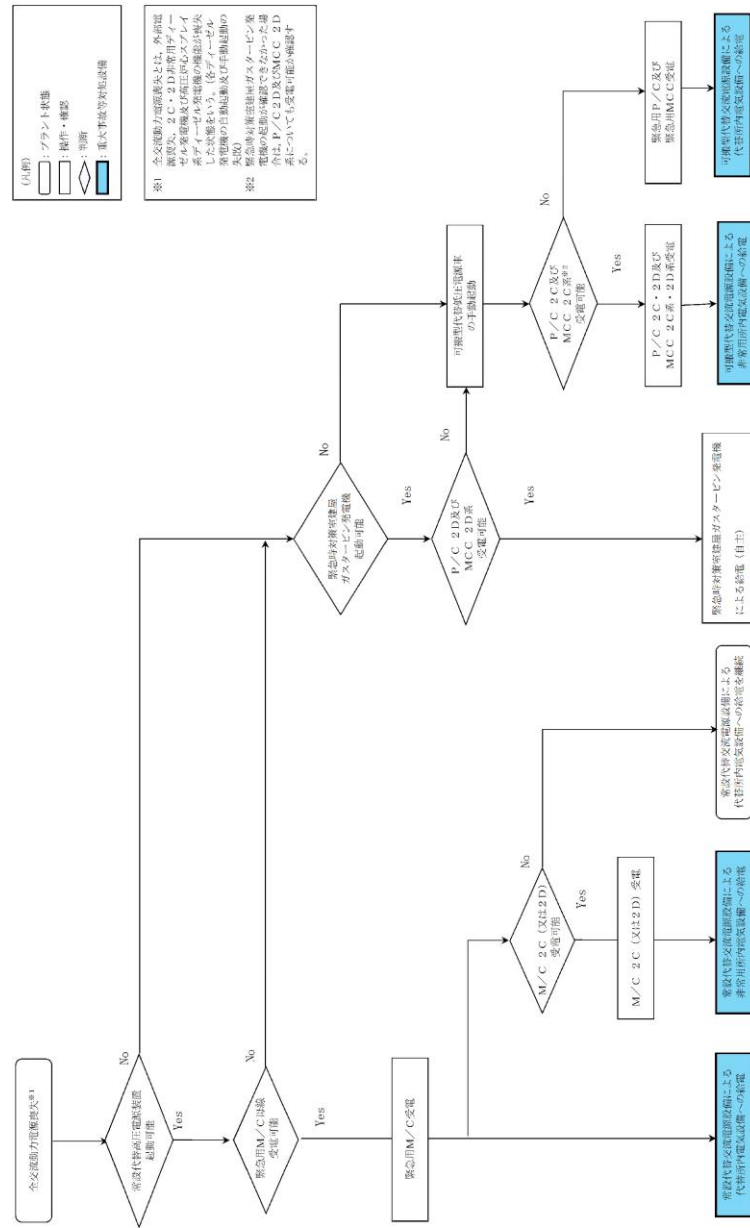 (凡例)
：プラント状態
：操作・確認
：判断
：重大事故等対処設備
※1 全交流動力電源喪失とは，外部電
源喪失，2C・2D非常用ディー
ゼル発電機及び高圧炉心スプレイ
系ディーゼル発電機の機能が喪失
した状態をいう。（各ディーゼル
発電機の自動起動及び手動起動の
失敗）
※2 緊急時対策室建屋ガスタービン発
電機の起動が確認できなかった場
合は，P／C 2D及びMCC 2D
系についても受電可能か確認す
る。
全交流動力電源喪失※1
常設代替高圧電源装置
起動可能
No
Yes
緊急用M／C母線
受電可能
No
Yes
緊急用M／C受電
常設代替交流電源設備による
代替所内電気設備への給電
M／C 2C（又は2D）
受電可能
No
Yes
M／C 2C（又は2D）受電
常設代替交流電源設備による
非常用所内電気設備への給電
常設代替交流電源設備による
代替所内電気設備への給電を継続
緊急時対策室建屋
ガスタービン発電機
起動可能
No
Yes
P／C 2D及び
MCC 2D系
受電可能
No
Yes
緊急時対策室建屋ガスタービン発電機
による給電（自主）
可搬型代替低圧電源車
の手動起動
P／C 2C及び
MCC 2C系※2
受電可能
No
Yes
P／C 2C・2D及び
MCC 2C系・2D系受電
可搬型代替交流電源設備による
非常用所内電気設備への給電
緊急用P／C及び
緊急用MCC受電
可搬型代替交流電源設備による
代替所内電気設備への給電